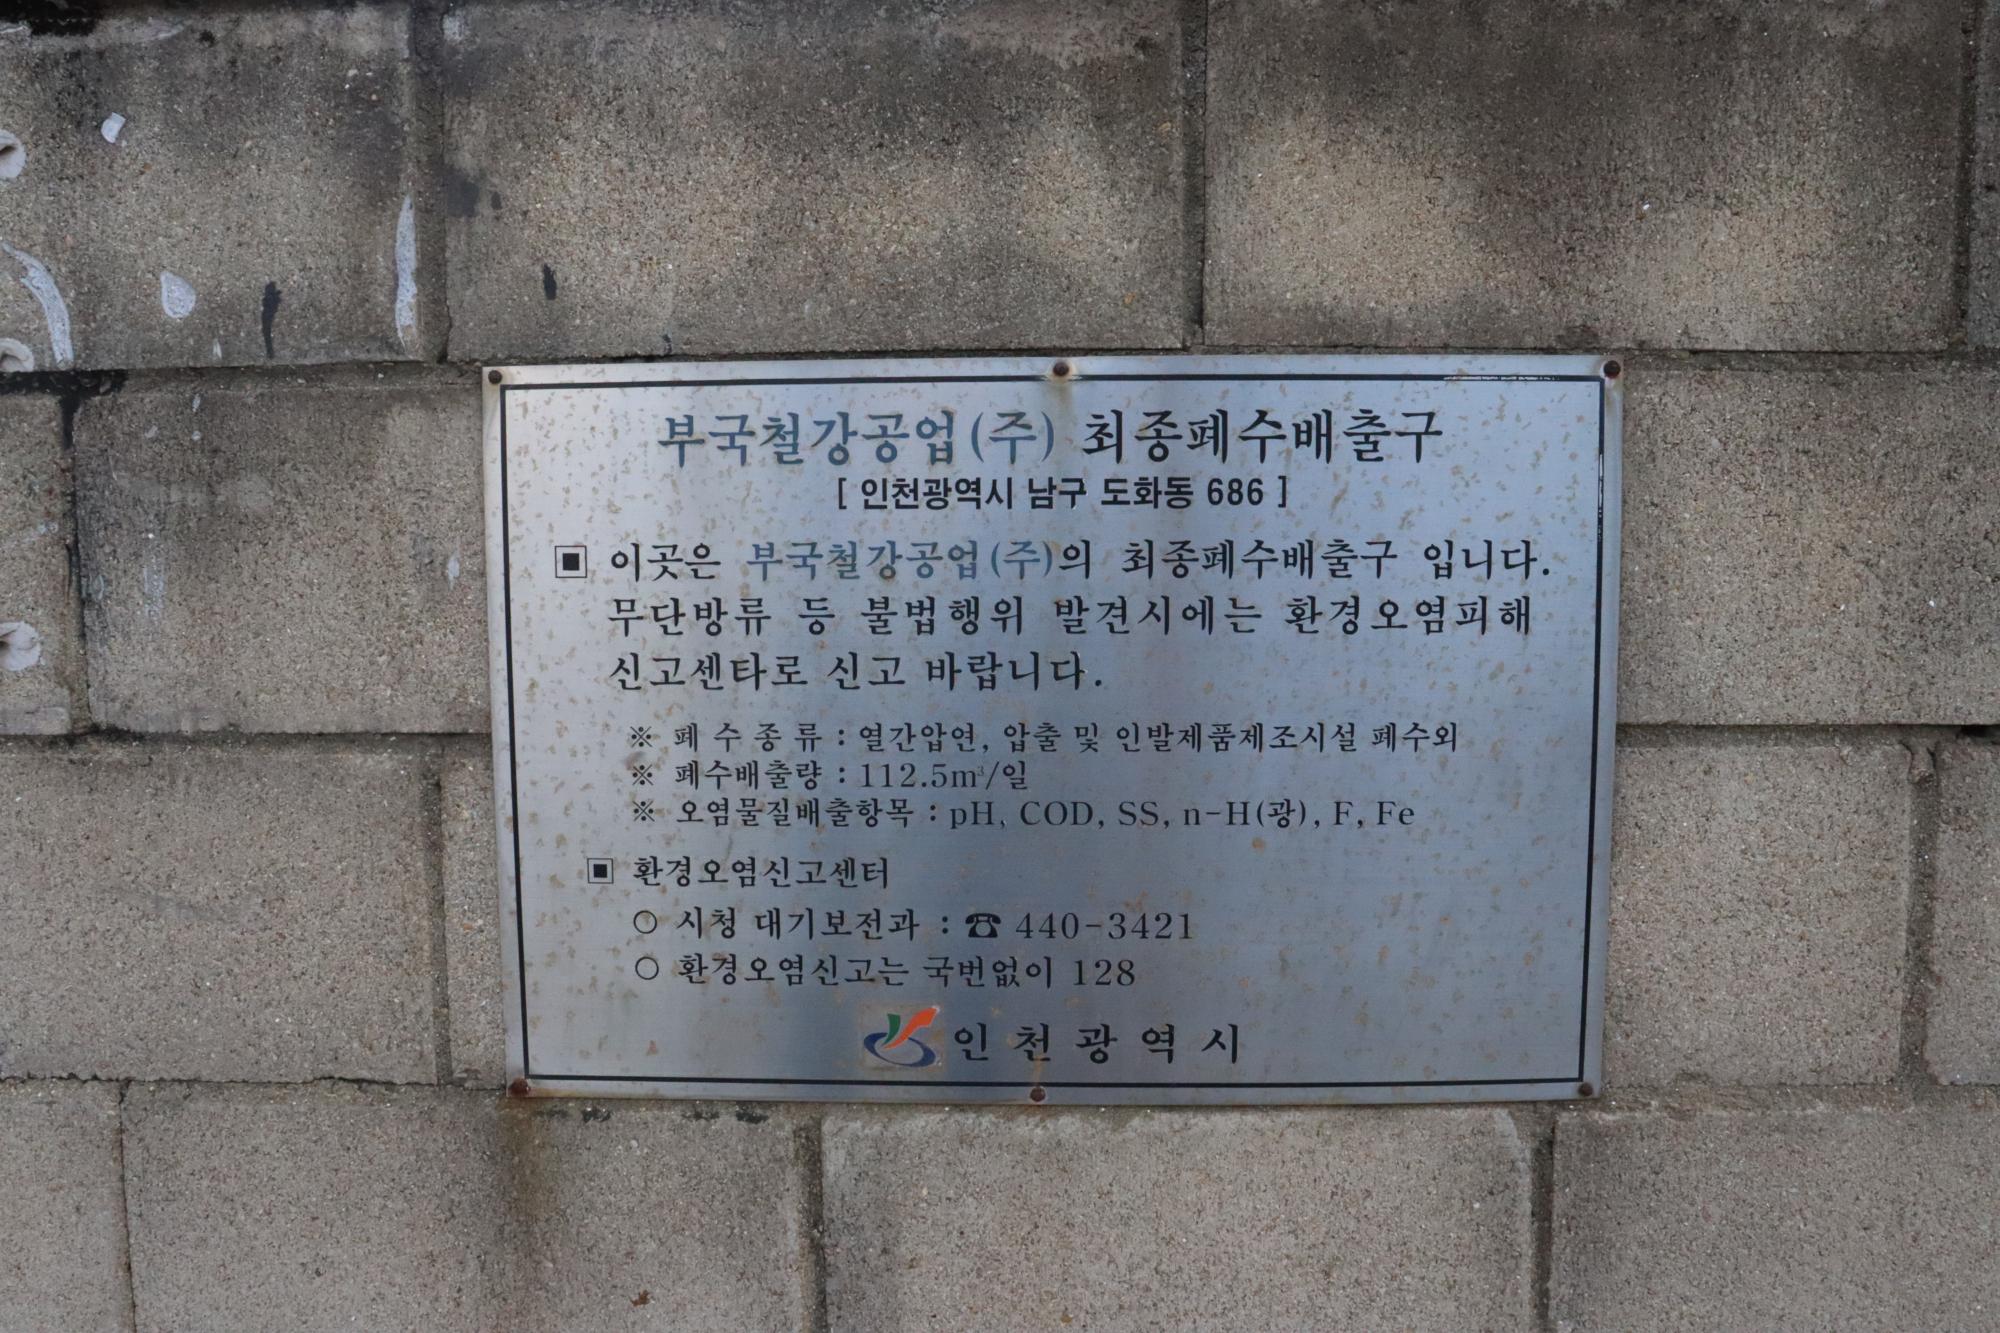 부국철강공업(주) 최종폐수배출구
[ 인천광역시 남구 도화동 686 ]
▣ 이곳은 부국철강공업(주)의 최종폐수배출구 입니다.
무단방류 등 불법행위 발견시에는 환경오염피해
신고센타로 신고 바랍니다.
※ 폐 수 종 류 : 열간압연, 압출 및 인발제품제조시설 폐수외
※ 폐수배출량 : 112.5m³/일
※ 오염물질배출항목 : pH, COD, SS, n-H(광), F, Fe
▣ 환경오염신고센터
○ 시청 대기보전과 : ☎ 440-3421
○ 환경오염신고는 국번없이 128
인 천 광 역 시